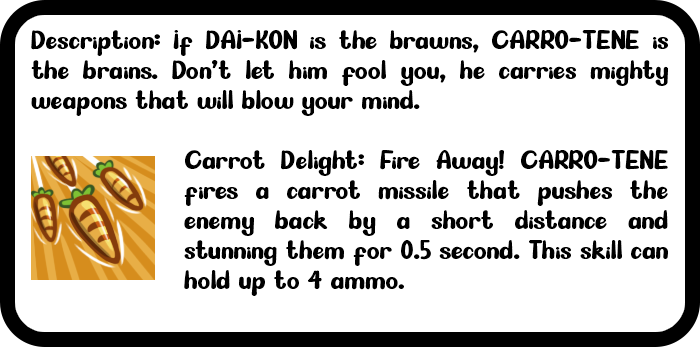 Description: If DAI-KON is the brawns, CARRO-TENE is
the brains. Don't let him fool you, he carries mighty
weapons that will blow your mind.
Carrot Delight: Fire Away! CARRO-TENE
fires a carrot missile that pushes the
enemy back by a short distance and
stunning them for 0.5 second. This skill can
hold up to 4 ammo.